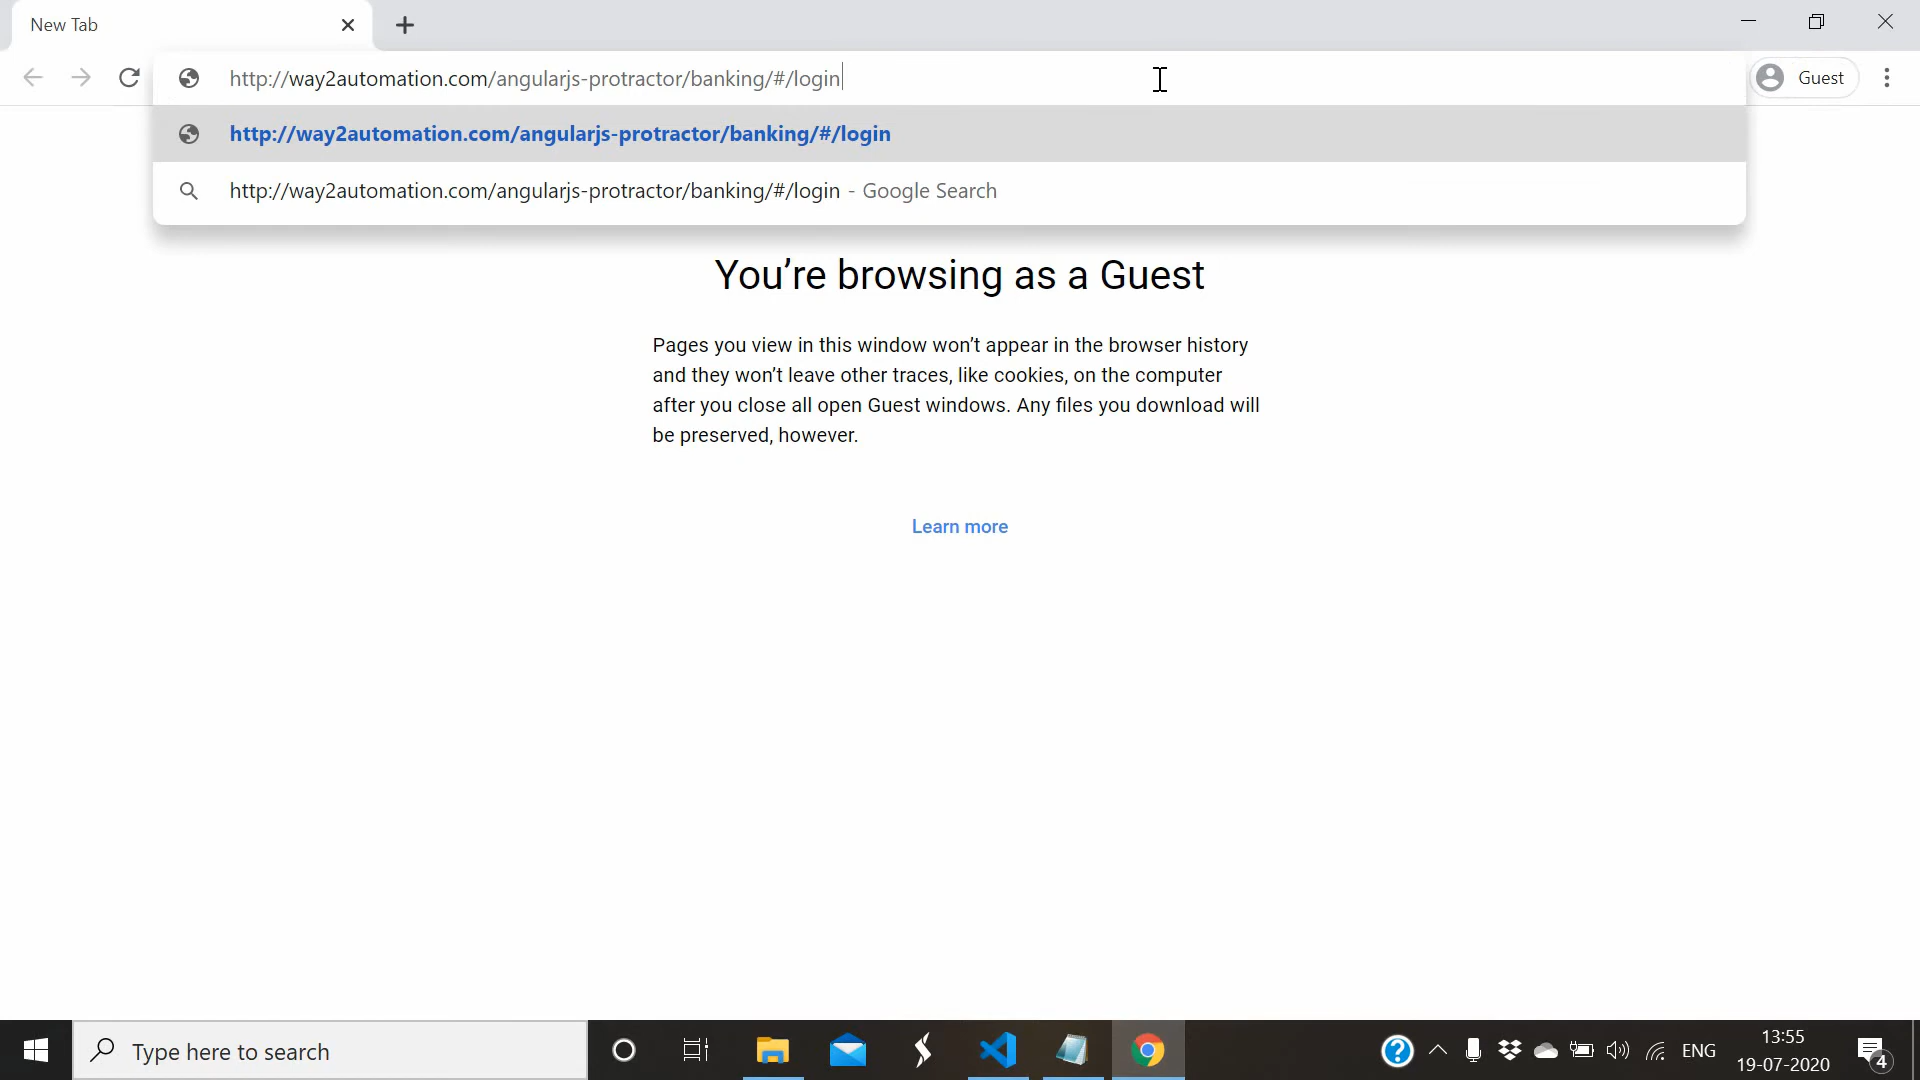 New Tab
http://way2automation.com/angularjs-protractor/banking/#/login
Guest
http://way2automation.com/angularjs-protractor/banking/#/login
http://way2automation.com/angularjs-protractor/banking/#/login - Google Search
You’re browsing as a Guest
Pages you view in this window won’t appear in the browser history
and they won’t leave other traces, like cookies, on the computer
after you close all open Guest windows. Any files you download will
be preserved, however.
Learn more
Type here to search
ENG
13:55
19-07-2020
4